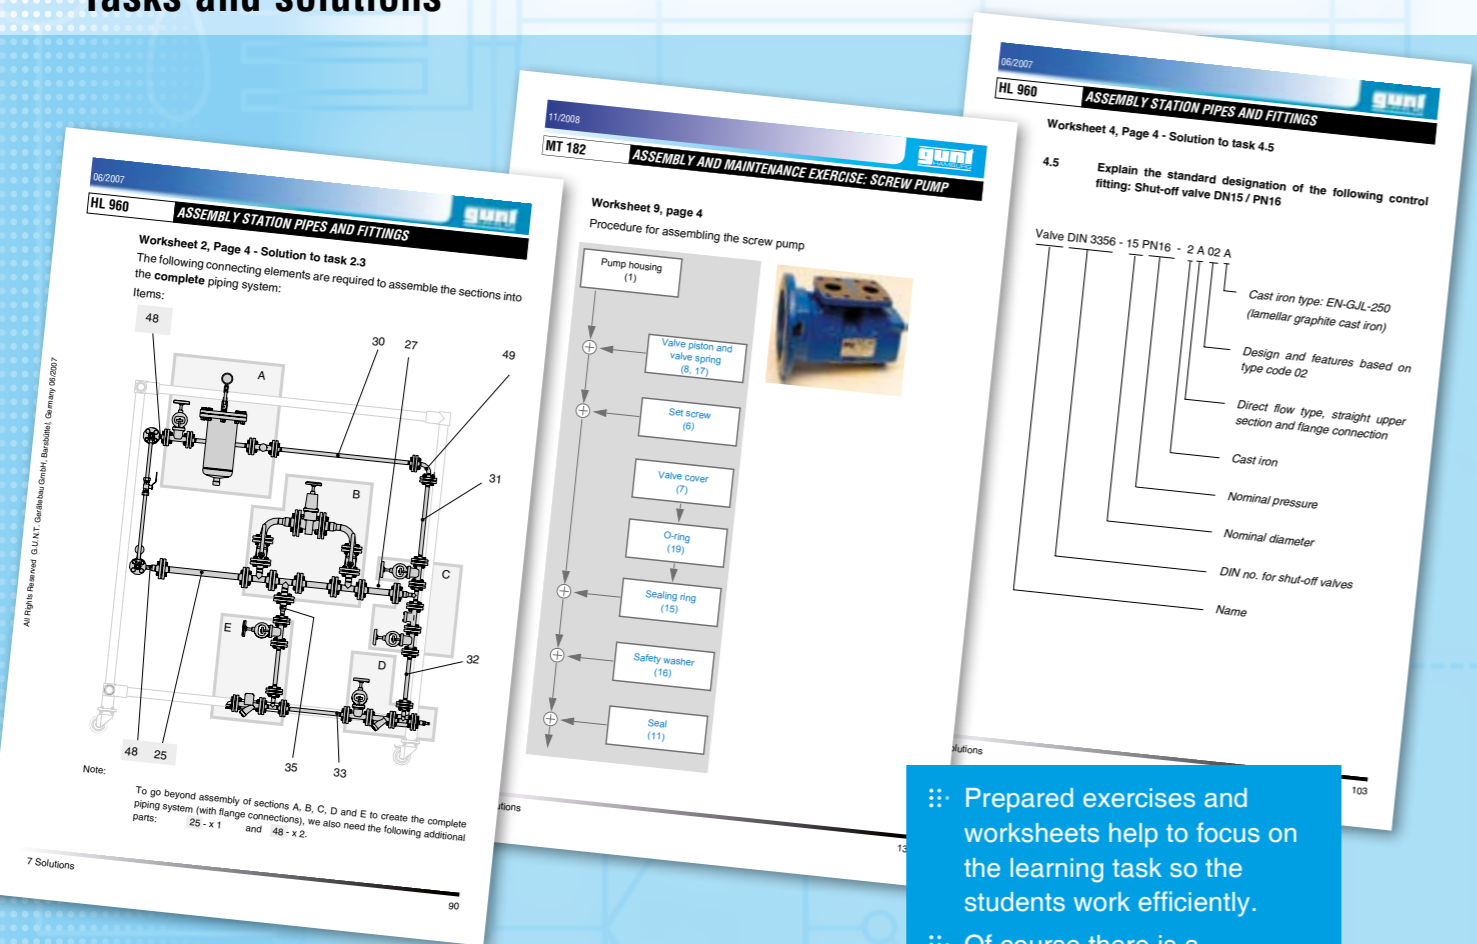 Tasks and solutions
06/2007
gunt
HL 960
ASSEMBLY STATION PIPES AND FITTINGS
Worksheet 2, Page 4 - Solution to task 2.3
The following connecting elements are required to assemble the sections into
the complete piping system:
Items:
48
30
27
49
A
B
31
C
E
D
32
48
25
35
33
Note:
To go beyond assembly of sections A, B, C, D and E to create the complete
piping system (with flange connections), we also need the following additional
parts: 25 - x 1 and 48 - x 2.
All Rights Reserved G.U.N.T. Gerätebau GmbH, Barsbüttel, Germany 06/2007
7 Solutions
90
11/2008
gunt
HAMBURG
MT 182
ASSEMBLY AND MAINTENANCE EXERCISE: SCREW PUMP
Worksheet 9, page 4
Procedure for assembling the screw pump
Pump housing
(1)
Valve piston and
valve spring
(8, 17)
Set screw
(6)
Valve cover
(7)
O-ring
(19)
Sealing ring
(15)
Safety washer
(16)
Seal
(11)
utions
13
06/2007
gunt
HL 960
ASSEMBLY STATION PIPES AND FITTINGS
Worksheet 4, Page 4 - Solution to task 4.5
4.5 Explain the standard designation of the following control
fitting: Shut-off valve DN15 / PN16
Valve DIN 3356 - 15 PN16 - 2 A 02 A
Cast iron type: EN-GJL-250
(lamellar graphite cast iron)
Design and features based on
type code 02
Direct flow type, straight upper
section and flange connection
Cast iron
Nominal pressure
Nominal diameter
DIN no. for shut-off valves
Name
olutions
103
Prepared exercises and
worksheets help to focus on
the learning task so the
students work efficiently.
Of course there is a